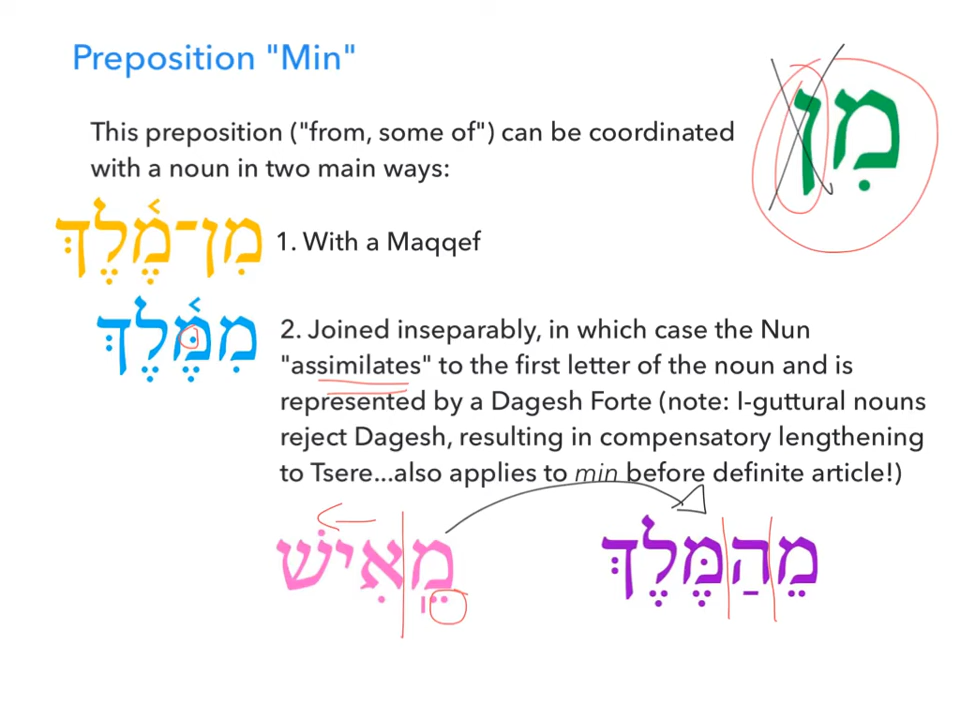 Preposition "Min"
מִן
This preposition ("from, some of") can be coordinated
with a noun in two main ways:
מִן־מֶ֫לֶךְ
1. With a Maqqef
מִמֶּ֫לֶךְ
2. Joined inseparably, in which case the Nun
"assimilates" to the first letter of the noun and is
represented by a Dagesh Forte (note: I-guttural nouns
reject Dagesh, resulting in compensatory lengthening
to Tsere...also applies to min before definite article!)
מֵאִישׁ
מֵהַמֶּלֶךְ